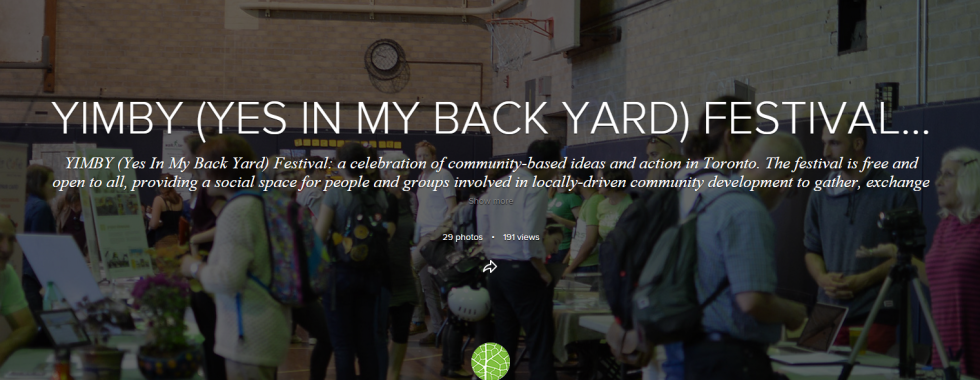 YIMBY (YES IN MY BACK YARD) FESTIVAL...
YIMBY (Yes In My Back Yard) Festival: a celebration of community-based ideas and action in Toronto. The festival is free and
open to all, providing a social space for people and groups involved in locally-driven community development to gather, exchange
Show more
29 photos • 191 views